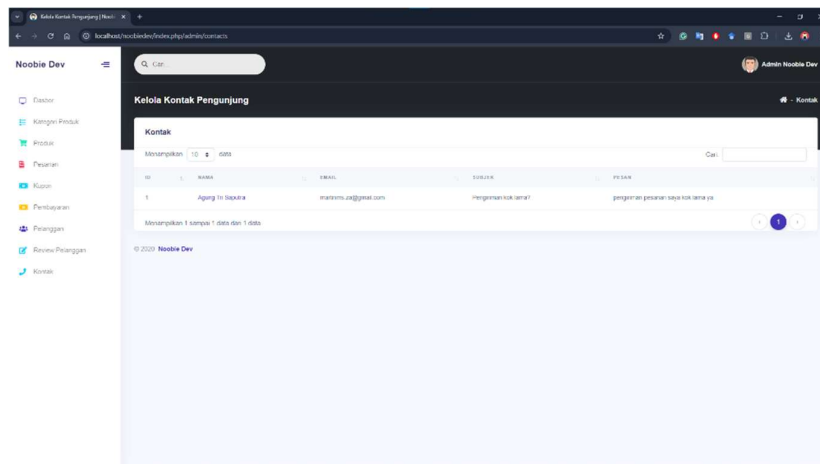 Kelola Kontak Pengunjung | Noobi
localhost/noobiedev/index.php/admin/contacts
Noobie Dev
Cari...
Admin Noobie Dev
Dasbor
Kategori Produk
Produk
Pesanan
Kupon
Pembayaran
Pelanggan
Review Pelanggan
Kontak
Kelola Kontak Pengunjung
- Kontak
Kontak
Menampilkan 10 data
Cari:
ID NAMA EMAIL SUBJEK PESAN
1 Agung Tri Saputra Pengiriman kok lama? pengiriman pesanan saya kok lama ya
Menampilkan 1 sampai 1 data dari 1 data
1
© 2020 Noobie Dev